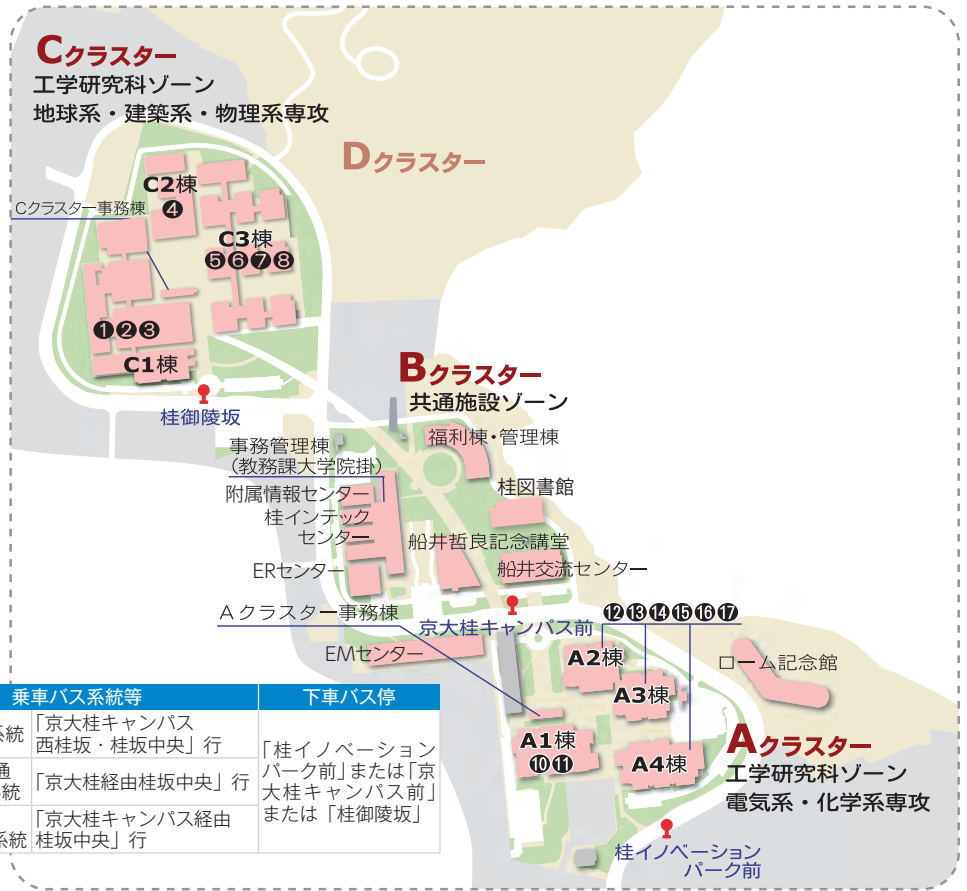 Cクラスター
工学研究科ゾーン
地球系・建築系・物理系専攻
Dクラスター
C2棟
❹
Cクラスター事務棟
C3棟
❺❻❼❽
❶❷❸
C1棟
桂御陵坂
Bクラスター
共通施設ゾーン
福利棟・管理棟
事務管理棟
（教務課大学院掛）
附属情報センター
桂インテック
センター
桂図書館
船井哲良記念講堂
船井交流センター
ERセンター
Aクラスター事務棟
京大桂キャンパス前
⓬⓭⓮⓯⓰⓱
EMセンター
A2棟
ローム記念館
A3棟
A1棟
❿⓫
A4棟
Aクラスター
工学研究科ゾーン
電気系・化学系専攻
桂イノベーション
パーク前
乗車バス系統等
下車バス停
系統
「京大桂キャンパス
西桂坂・桂坂中央」行
通
統
「京大桂経由桂坂中央」行
系統
「京大桂キャンパス経由
桂坂中央」行
「桂イノベーション
パーク前」または「京
大桂キャンパス前」
または「桂御陵坂」